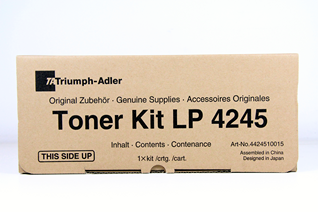 TA Triumph-Adler
Original Zubehör · Genuine Supplies · Accessoires Originales
Toner Kit LP 4245
Inhalt · Contents · Contenance
Art-No.4424510015
THIS SIDE UP
1×kit /crtg. /cart.
Assembled in China
Designed in Japan